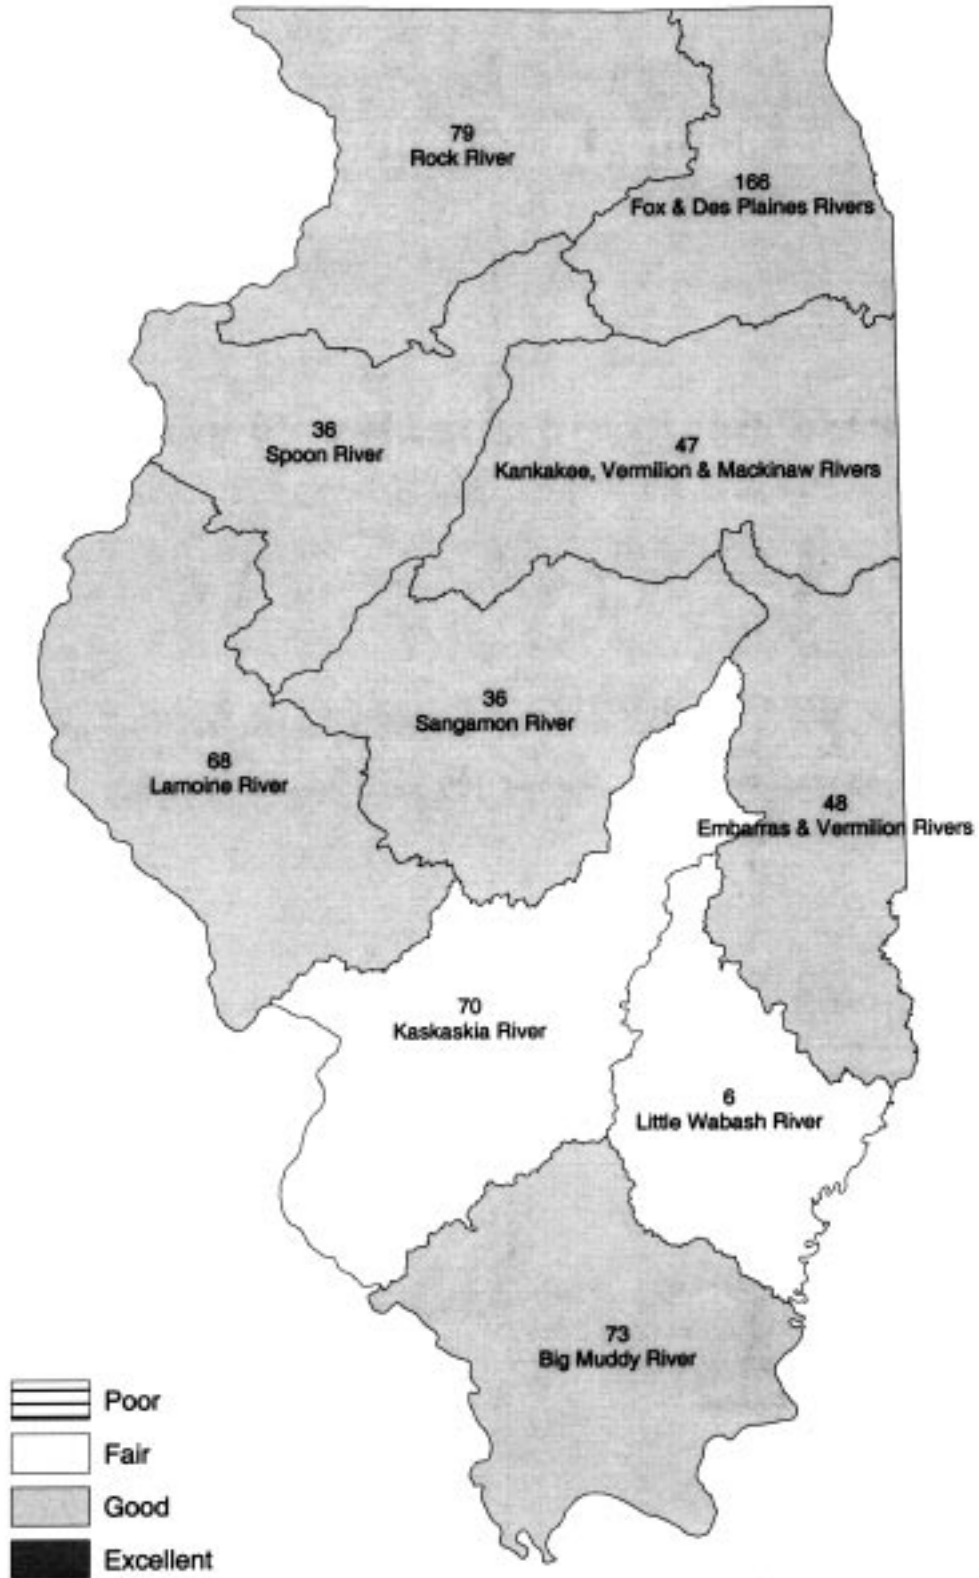 79
Rock River
166
Fox & Des Plaines Rivers
36
Spoon River
47
Kankakee, Vermilion & Mackinaw Rivers
36
Sangamon River
68
Lamoine River
48
Embarras & Vermilion Rivers
70
Kaskaskia River
6
Little Wabash River
73
Big Muddy River
Poor
Fair
Good
Excellent